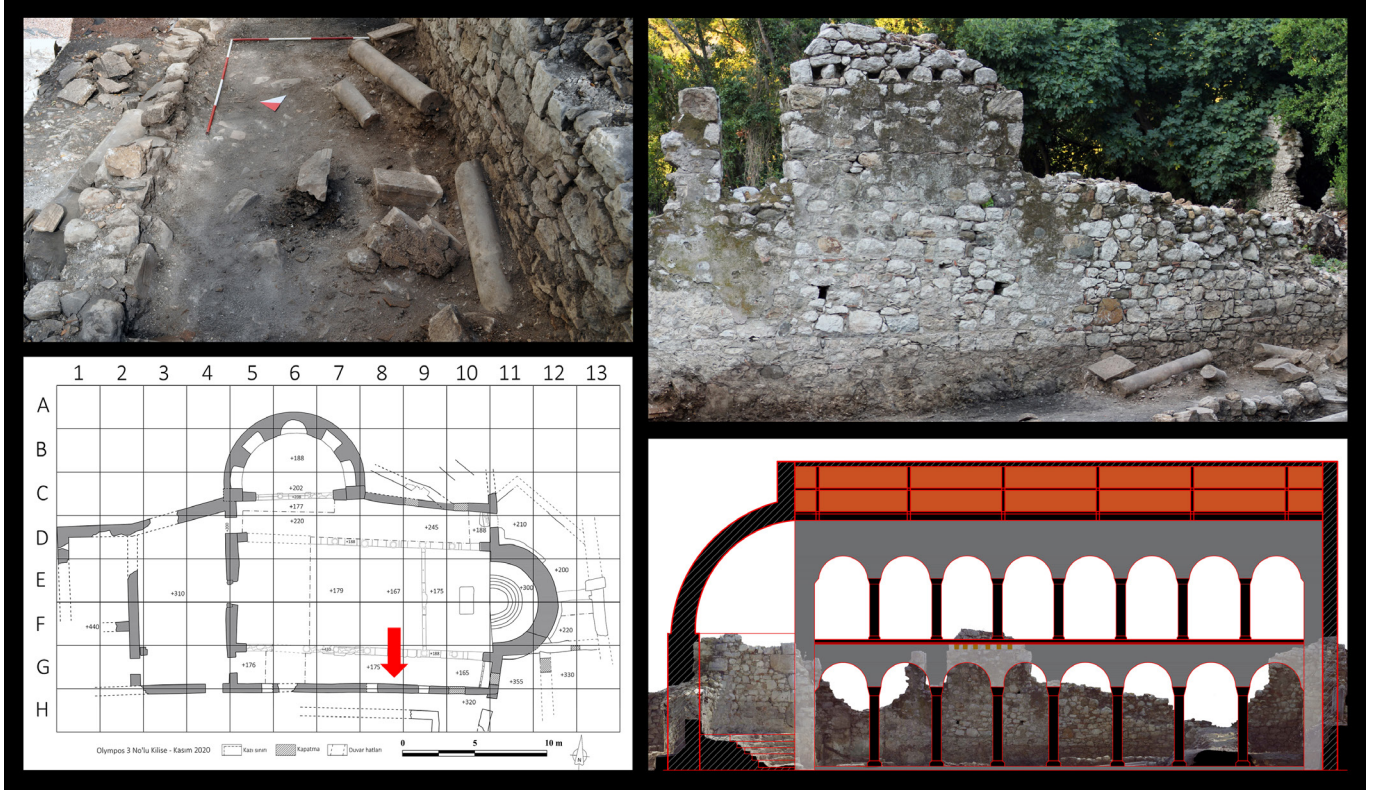 1 2 3 4 5 6 7 8 9 10 11 12 13
A
B
+188
C
+202
+177
+220 +245 +188 +210
D
+200
E
+310 +179 +167 +175 +300
F
+440 +220
+188
G
+176 +175 +165 +355 +330
H
+320
Olympos 3 No'lu Kilise - Kasım 2020 Kazı sınırı Kapatma Duvar hatları
0 5 10 m
N